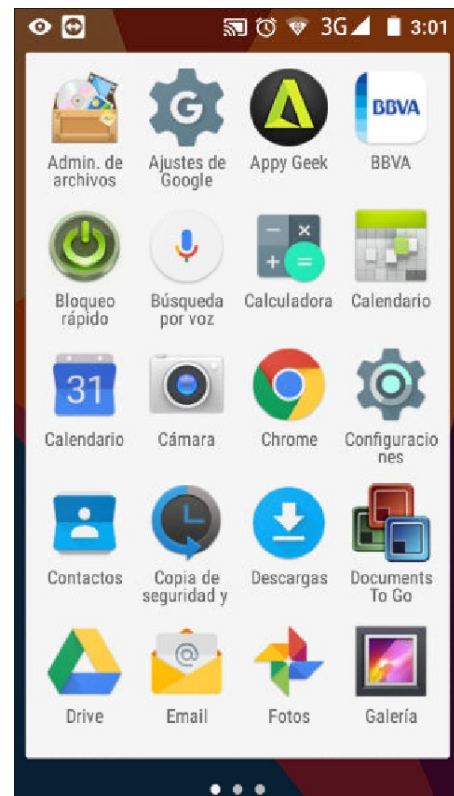 3G 3:01
G
BBVA
Admin. de archivos
Ajustes de Google
Appy Geek
BBVA
Bloqueo rápido
Búsqueda por voz
Calculadora
Calendario
31
Calendario
Cámara
Chrome
Configuracio
nes
Contactos
Copia de seguridad y
Descargas
Documents To Go
@
Drive
Email
Fotos
Galería